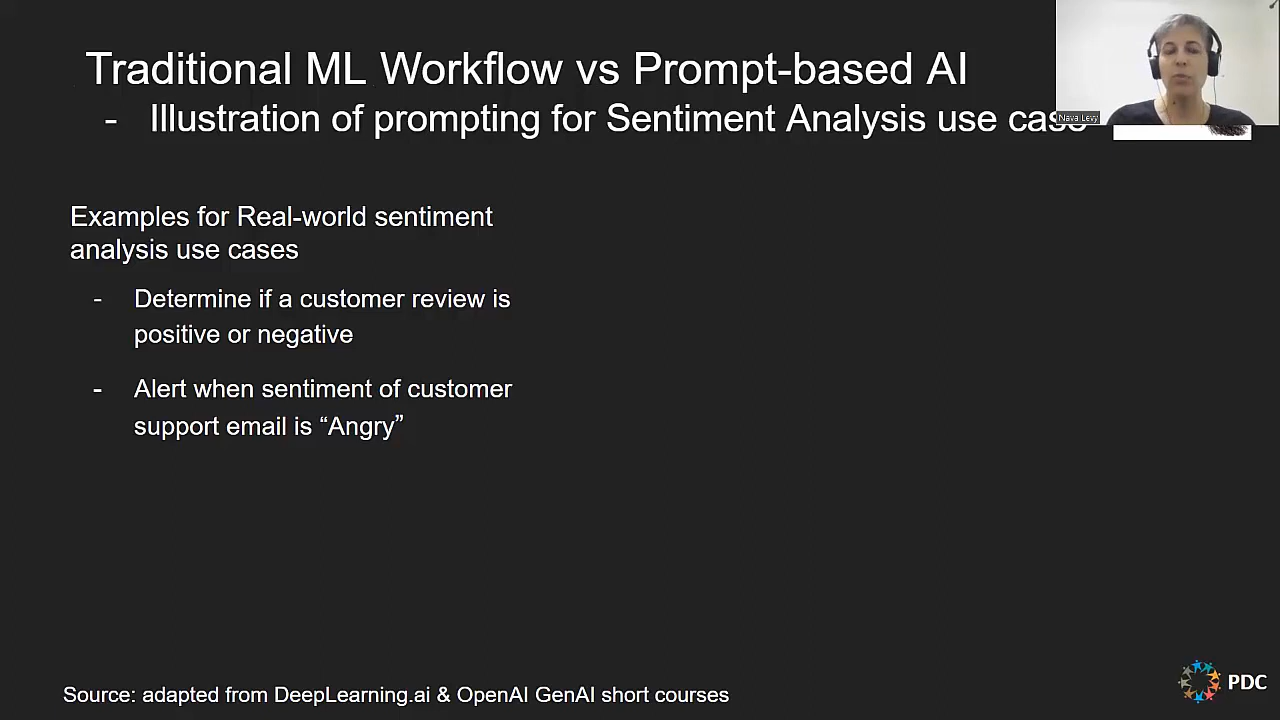 Traditional ML Workflow vs Prompt-based AI
- Illustration of prompting for Sentiment Analysis use case
Nava Levy
Examples for Real-world sentiment
analysis use cases
- Determine if a customer review is
positive or negative
- Alert when sentiment of customer
support email is “Angry”
Source: adapted from DeepLearning.ai & OpenAI GenAI short courses
PDC